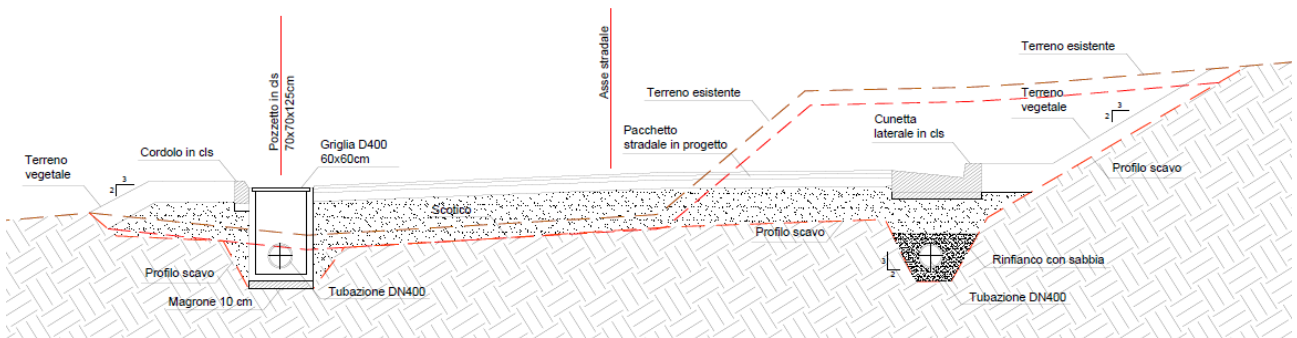 Pozzetto in cls
70x70x125cm
Asse stradale
Terreno esistente
Terreno esistente
Terreno
vegetale
3
2
Cunetta
laterale in cls
Pacchetto
stradale in progetto
Griglia D400
60x60cm
Cordolo in cls
Terreno
vegetale
3
2
Profilo scavo
Scotico
Profilo scavo
Profilo scavo
3
2
Rinfianco con sabbia
Magrone 10 cm
Tubazione DN400
Tubazione DN400